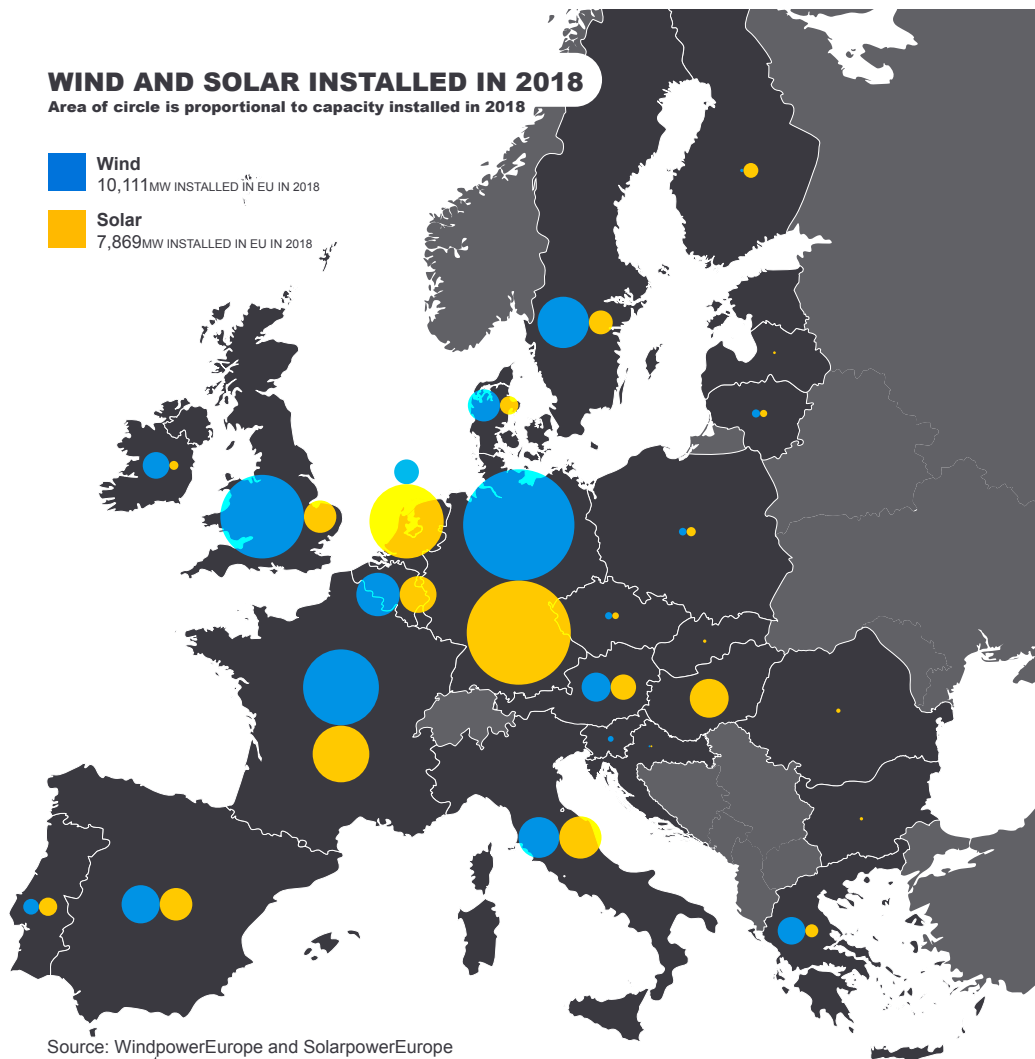 WIND AND SOLAR INSTALLED IN 2018
Area of circle is proportional to capacity installed in 2018
Wind
10,111MW INSTALLED IN EU IN 2018
Solar
7,869MW INSTALLED IN EU IN 2018
Source: WindpowerEurope and SolarpowerEurope